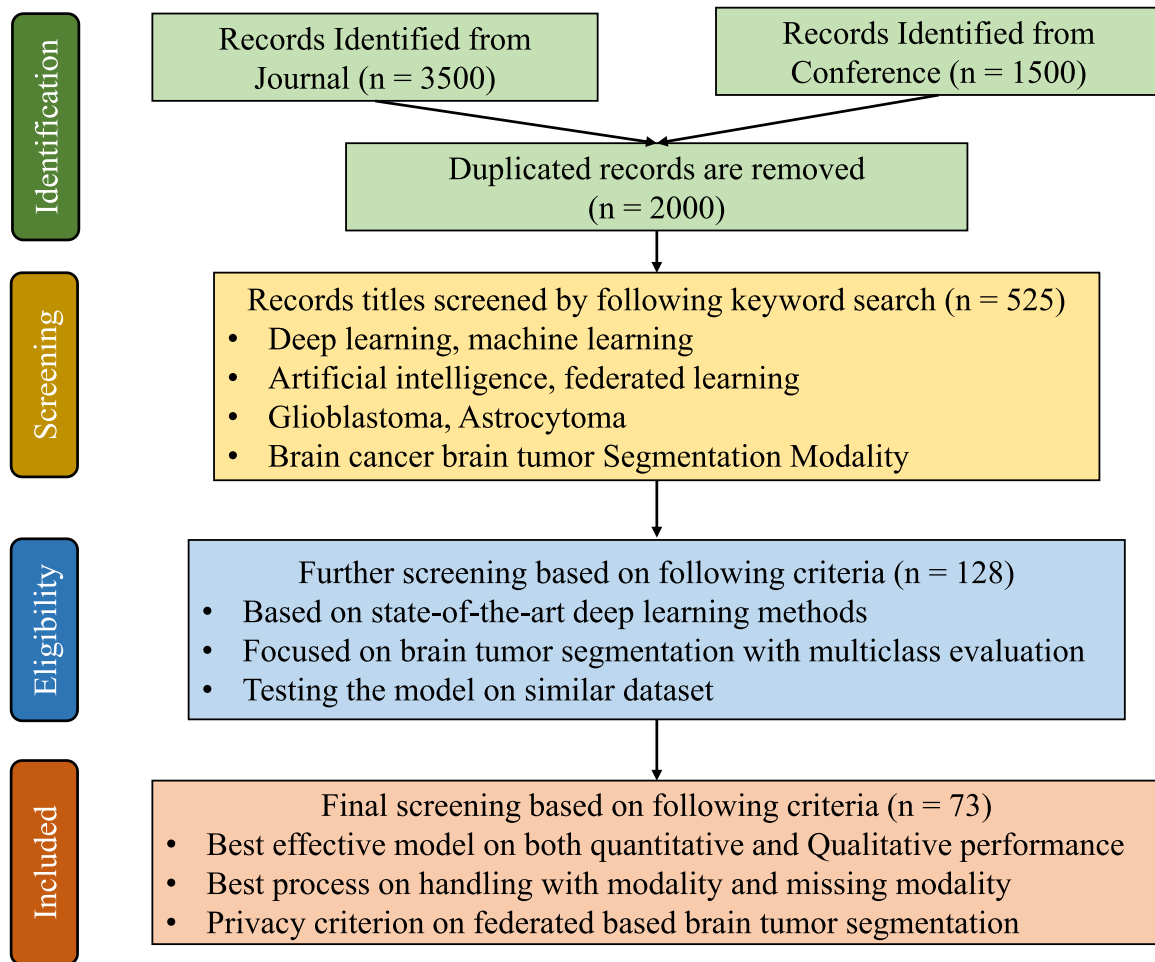 Identification
Records Identified from
Journal (n = 3500)
Records Identified from
Conference (n = 1500)
Duplicated records are removed
(n = 2000)
Screening
Records titles screened by following keyword search (n = 525)
• Deep learning, machine learning
• Artificial intelligence, federated learning
• Glioblastoma, Astrocytoma
• Brain cancer brain tumor Segmentation Modality
Eligibility
Further screening based on following criteria (n = 128)
• Based on state-of-the-art deep learning methods
• Focused on brain tumor segmentation with multiclass evaluation
• Testing the model on similar dataset
Included
Final screening based on following criteria (n = 73)
• Best effective model on both quantitative and Qualitative performance
• Best process on handling with modality and missing modality
• Privacy criterion on federated based brain tumor segmentation